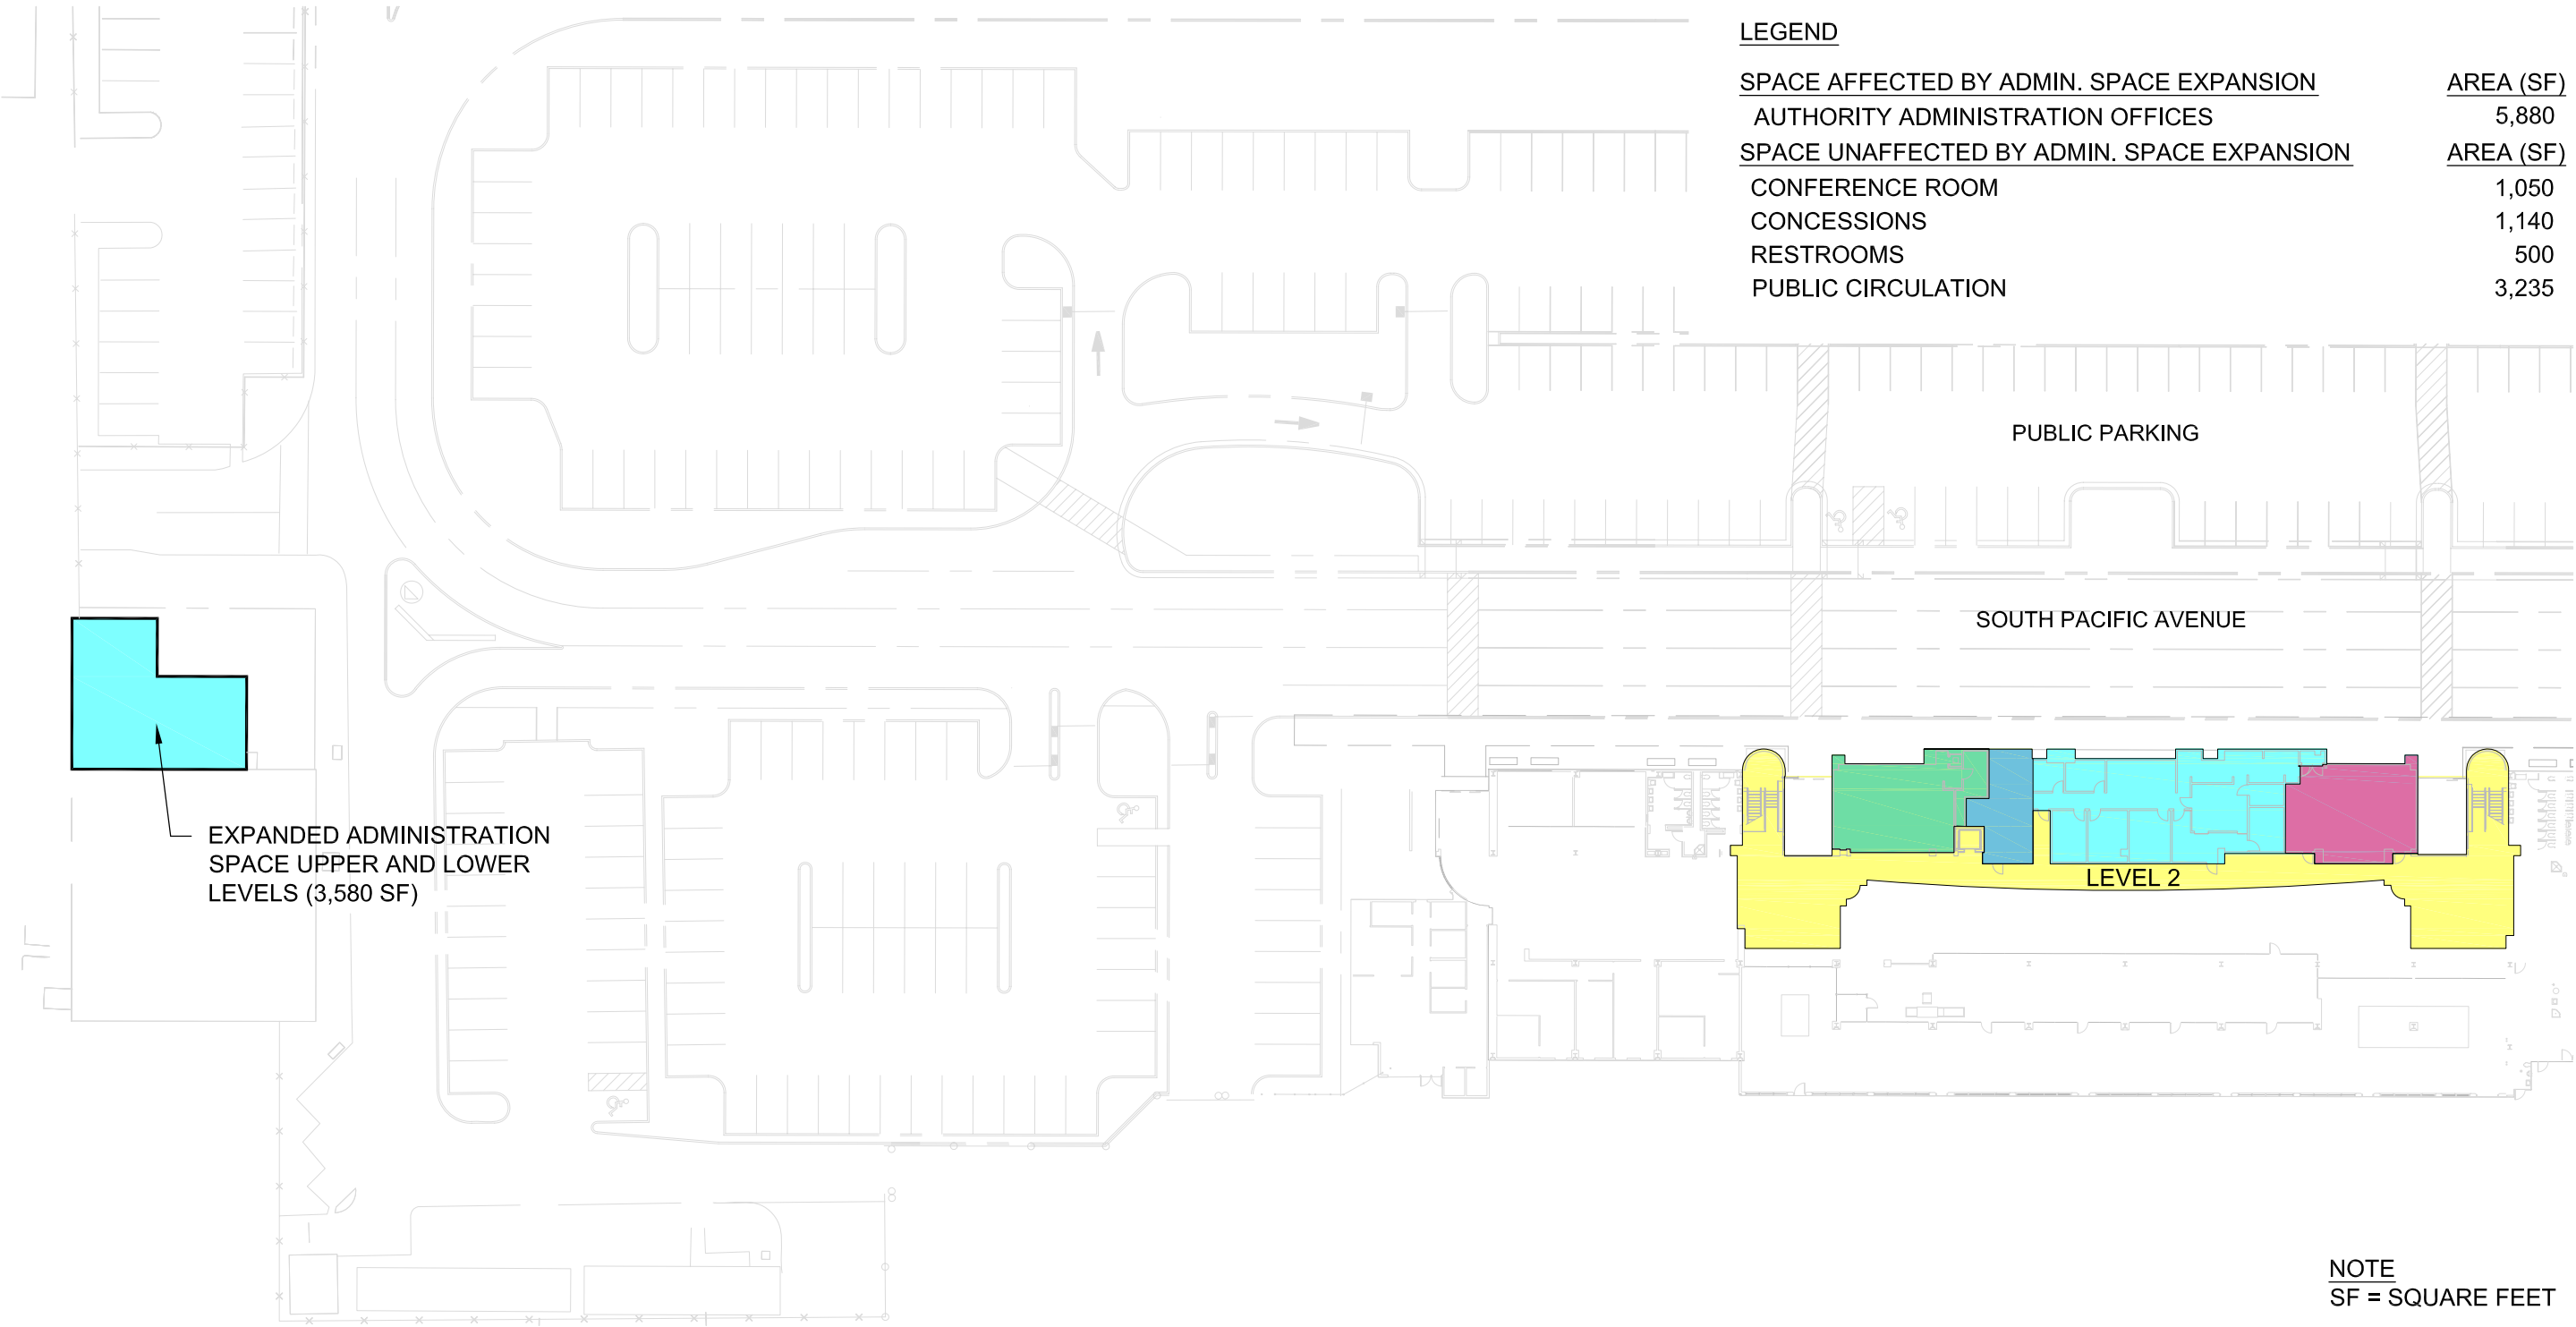 LEGEND
SPACE AFFECTED BY ADMIN. SPACE EXPANSION AREA (SF)
AUTHORITY ADMINISTRATION OFFICES 5,880
SPACE UNAFFECTED BY ADMIN. SPACE EXPANSION AREA (SF)
CONFERENCE ROOM 1,050
CONCESSIONS 1,140
RESTROOMS 500
PUBLIC CIRCULATION 3,235
PUBLIC PARKING
SOUTH PACIFIC AVENUE
EXPANDED ADMINISTRATION
SPACE UPPER AND LOWER
LEVELS (3,580 SF)
LEVEL 2
NOTE
SF = SQUARE FEET